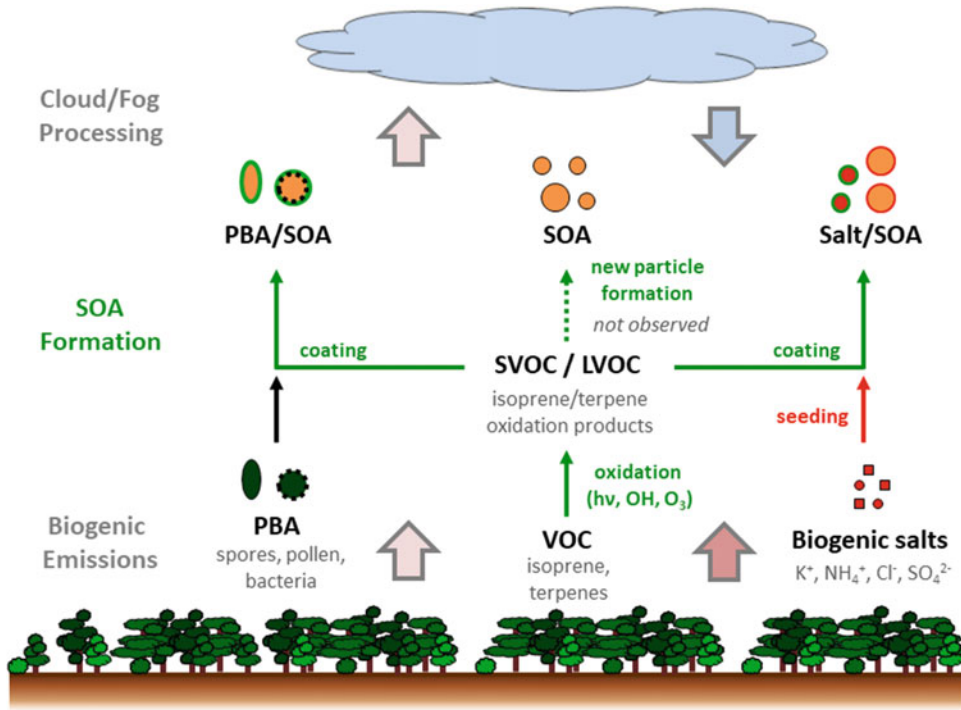 Cloud/Fog
Processing
PBA/SOA
SOA
Salt/SOA
new particle
formation
not observed
SOA
Formation
coating
coating
SVOC / LVOC
isoprene/terpene
oxidation products
seeding
oxidation
(hν, OH, O₃)
Biogenic
Emissions
PBA
spores, pollen,
bacteria
VOC
isoprene,
terpenes
Biogenic salts
K⁺, NH₄⁺, Cl⁻, SO₄²⁻